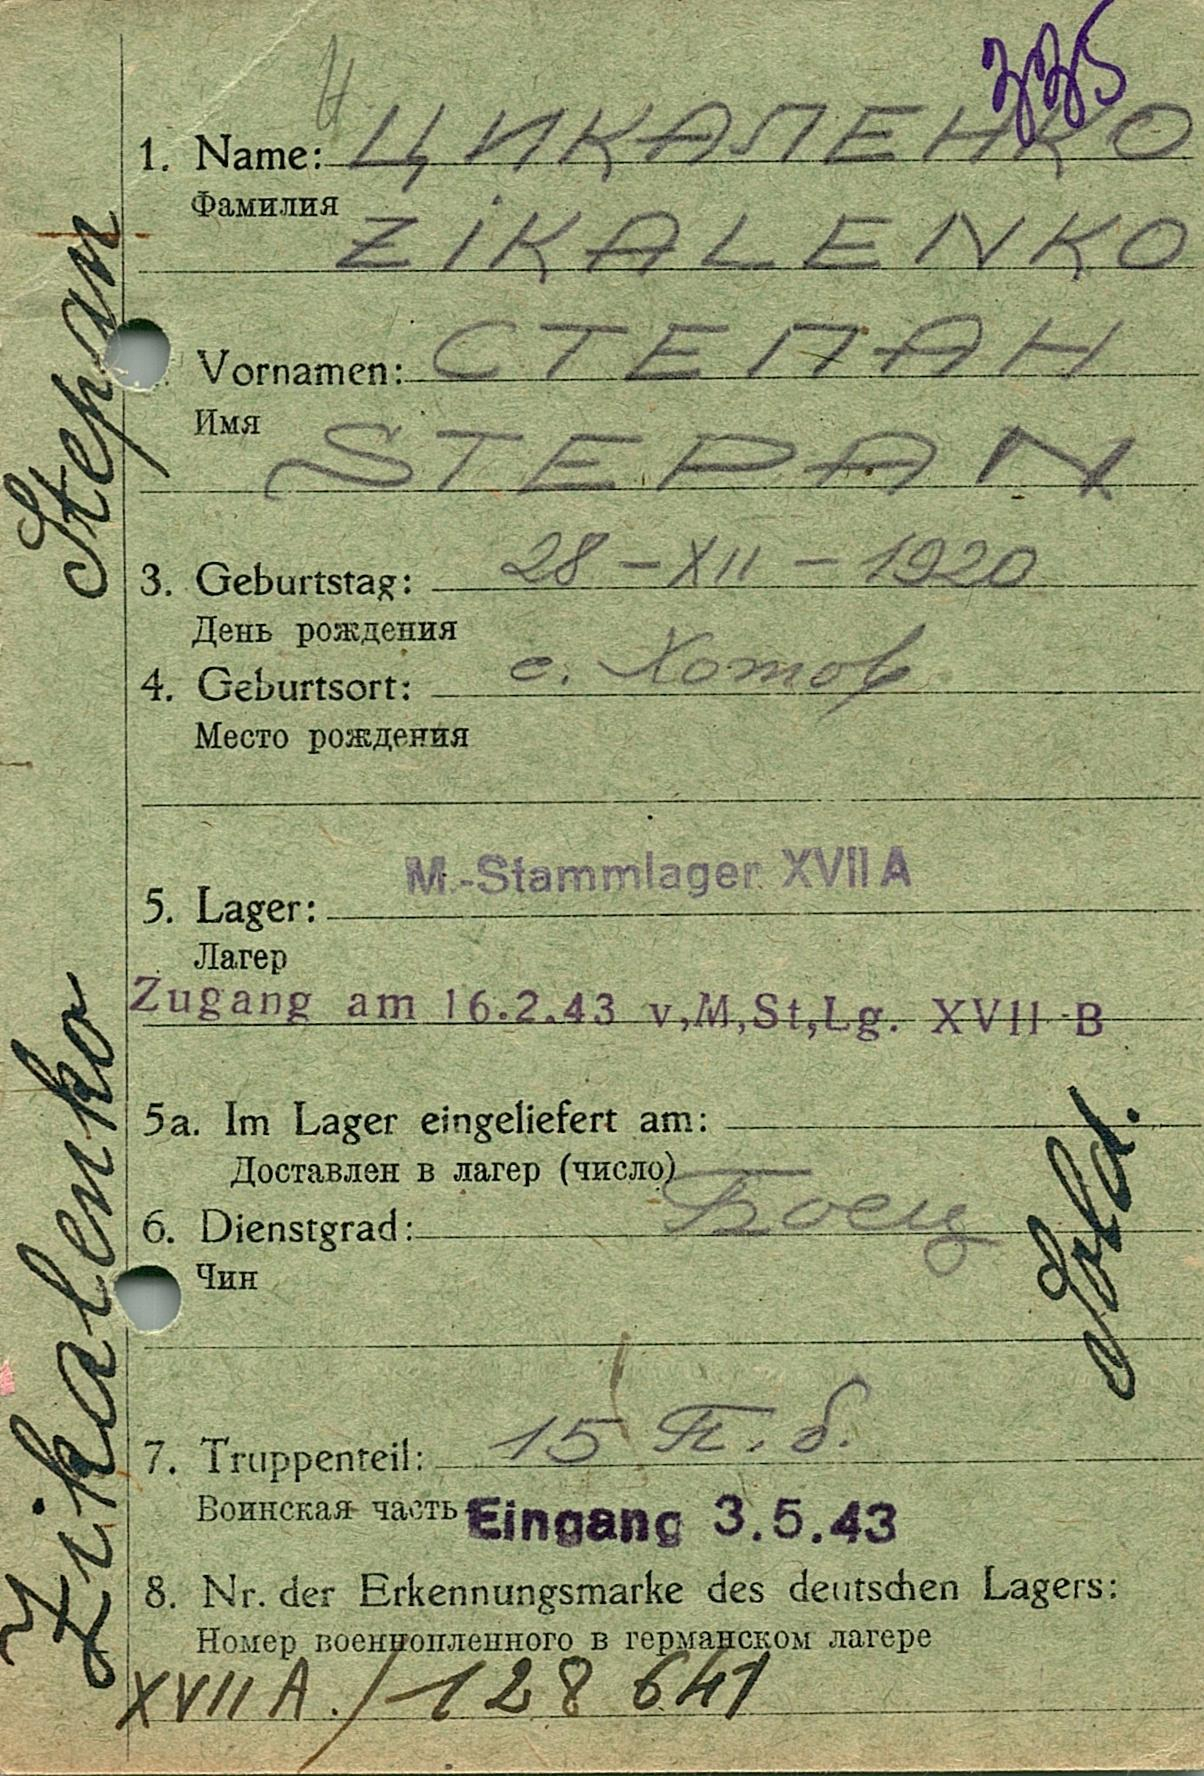 335
1. Name: ЦИКАЛЕНКО
Фамилия
ZiKALENKO
Vornamen: СТЕПАН
Имя
STEPAN
3. Geburtstag: 28 – XII – 1920
День рождения
4. Geburtsort: с. Хотов
Место рождения
M.-Stammlager XVII A
5. Lager:
Лагер
Zugang am 16.2.43 v,M,St,Lg. XVII B
5a. Im Lager eingeliefert am:
Доставлен в лагер (число)
6. Dienstgrad: Боец
Чин
Sold.
7. Truppenteil: 15 П. б.
Воинская часть
Eingang 3.5.43
8. Nr. der Erkennungsmarke des deutschen Lagers:
Номер военнопленного в германском лагере
XVII A./128 641
Zikalenko Stepan